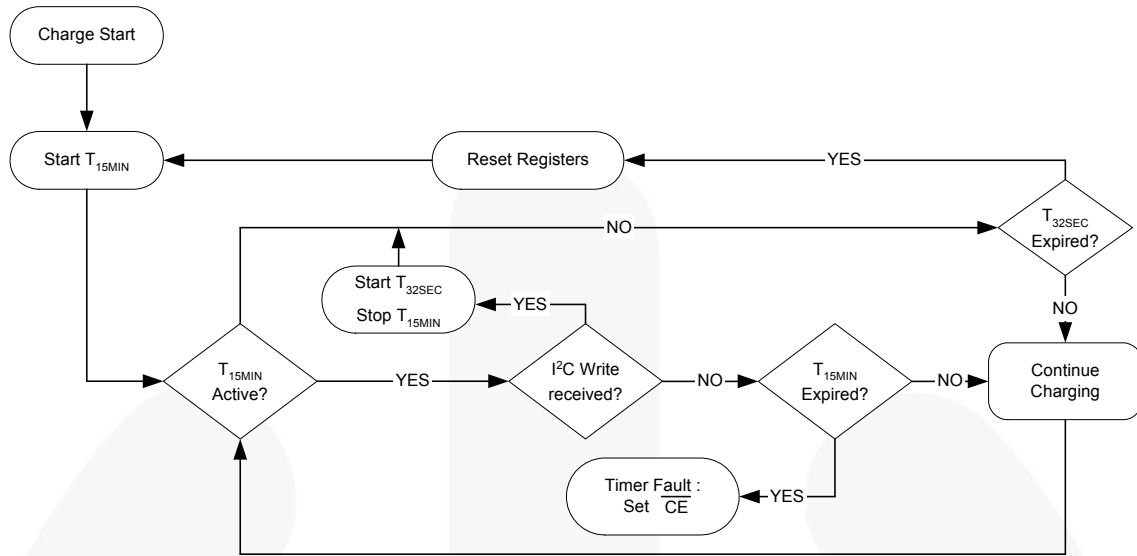 Charge Start
Start T15MIN
Reset Registers
YES
T32SEC
Expired?
NO
Start T32SEC
Stop T15MIN
YES
NO
T15MIN
Active?
YES
I²C Write
received?
NO
T15MIN
Expired?
NO
Continue
Charging
Timer Fault :
Set CE
YES